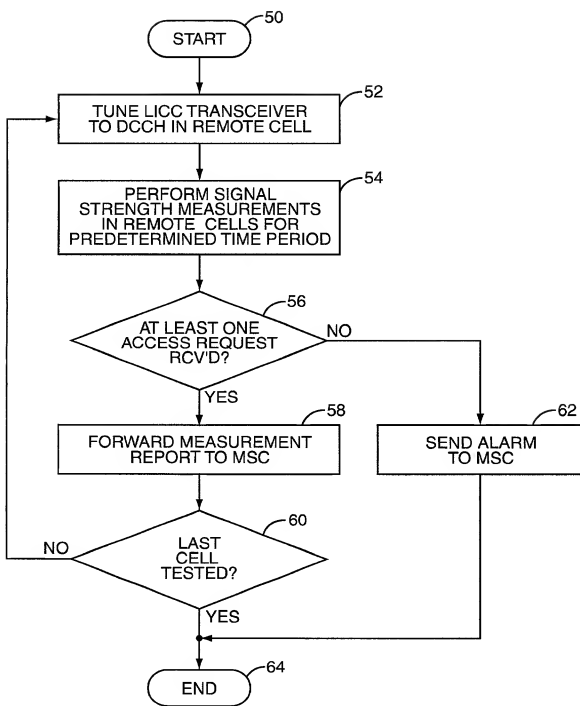 50
START
52
TUNE LICC TRANSCEIVER
TO DCCH IN REMOTE CELL
54
PERFORM SIGNAL
STRENGTH MEASUREMENTS
IN REMOTE CELLS FOR
PREDETERMINED TIME PERIOD
56
AT LEAST ONE
ACCESS REQUEST
RCV'D?
NO
YES
58
FORWARD MEASUREMENT
REPORT TO MSC
62
SEND ALARM
TO MSC
60
LAST
CELL
TESTED?
NO
YES
64
END